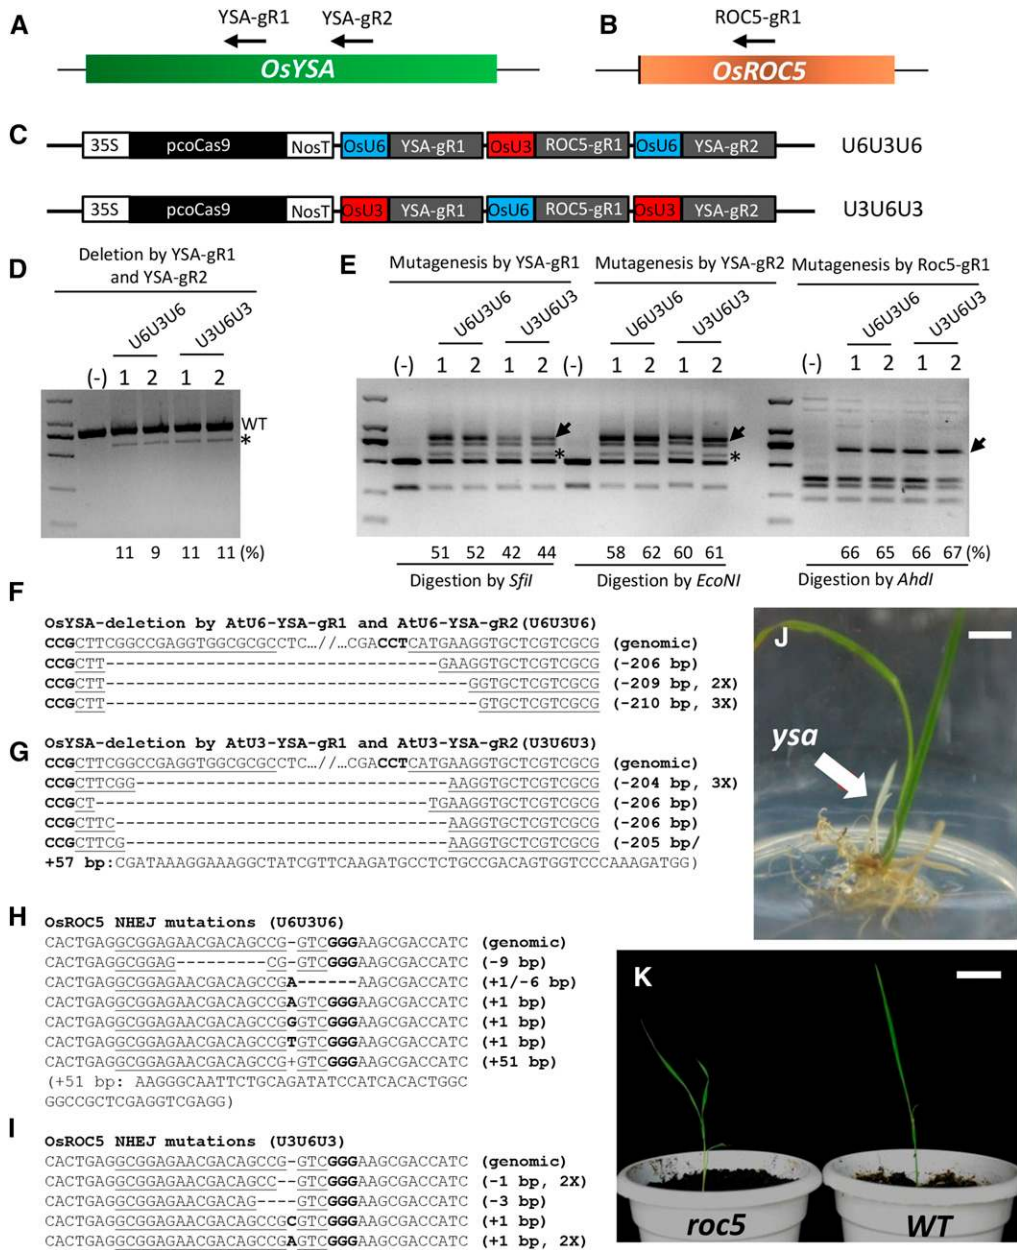 A
YSA-gR1 YSA-gR2
OsYSA
B
ROC5-gR1
OsROC5
C
35S pcoCas9 NosT OsU6 YSA-gR1 OsU3 ROC5-gR1 OsU6 YSA-gR2 U6U3U6
35S pcoCas9 NosT OsU3 YSA-gR1 OsU6 ROC5-gR1 OsU3 YSA-gR2 U3U6U3
D
Deletion by YSA-gR1
and YSA-gR2
U6U3U6 U3U6U3
(-) 1 2 1 2
WT
*
11 9 11 11 (%)
E
Mutagenesis by YSA-gR1 Mutagenesis by YSA-gR2 Mutagenesis by Roc5-gR1
U6U3U6 U3U6U3 U6U3U6 U3U6U3 U6U3U6 U3U6U3
(-) 1 2 1 2 (-) 1 2 1 2 (-) 1 2 1 2
* *
51 52 42 44 58 62 60 61 66 65 66 67 (%)
Digestion by SfiI Digestion by EcoNI Digestion by AhdI
F
OsYSA-deletion by AtU6-YSA-gR1 and AtU6-YSA-gR2(U6U3U6)
CCGCTTCGGCCGAGGTGGCGCGCCTC…//…CGACCTCATGAAGGTGCTCGTCGCG (genomic)
CCGCTT----------------------------------GAAGGTGCTCGTCGCG (-206 bp)
CCGCTT-------------------------------------GGTGCTCGTCGCG (-209 bp, 2X)
CCGCTT--------------------------------------GTGCTCGTCGCG (-210 bp, 3X)
G
OsYSA-deletion by AtU3-YSA-gR1 and AtU3-YSA-gR2(U3U6U3)
CCGCTTCGGCCGAGGTGGCGCGCCTC…//…CGACCTCATGAAGGTGCTCGTCGCG (genomic)
CCGCTTCGG--------------------------------AAGGTGCTCGTCGCG (-204 bp, 3X)
CCGCT---------------------------------TGAAGGTGCTCGTCGCG (-206 bp)
CCGCTTC----------------------------------AAGGTGCTCGTCGCG (-206 bp)
CCGCTTCG---------------------------------AAGGTGCTCGTCGCG (-205 bp/
+57 bp:CGATAAAGGAAAGGCTATCGTTCAAGATGCCTCTGCCGACAGTGGTCCCAAAGATGG)
H
OsROC5 NHEJ mutations (U6U3U6)
CACTGAGGCGGAGAACGACAGCCG-GTCGGGAAGCGACCATC (genomic)
CACTGAGGCGGAG---------CG-GTCGGGAAGCGACCATC (-9 bp)
CACTGAGGCGGAGAACGACAGCCGA------AAGCGACCATC (+1/-6 bp)
CACTGAGGCGGAGAACGACAGCCGAGTCGGGAAGCGACCATC (+1 bp)
CACTGAGGCGGAGAACGACAGCCGGGTCGGGAAGCGACCATC (+1 bp)
CACTGAGGCGGAGAACGACAGCCGTGTCGGGAAGCGACCATC (+1 bp)
CACTGAGGCGGAGAACGACAGCCG+GTCGGGAAGCGACCATC (+51 bp)
(+51 bp: AAGGGCAATTCTGCAGATATCCATCACACTGGC
GGCCGCTCGAGGTCGAGG)
I
OsROC5 NHEJ mutations (U3U6U3)
CACTGAGGCGGAGAACGACAGCCG-GTCGGGAAGCGACCATC (genomic)
CACTGAGGCGGAGAACGACAGCC--GTCGGGAAGCGACCATC (-1 bp, 2X)
CACTGAGGCGGAGAACGACAG----GTCGGGAAGCGACCATC (-3 bp)
CACTGAGGCGGAGAACGACAGCCGCGTCGGGAAGCGACCATC (+1 bp)
CACTGAGGCGGAGAACGACAGCCGAGTCGGGAAGCGACCATC (+1 bp, 2X)
J
ysa
K
roc5 WT